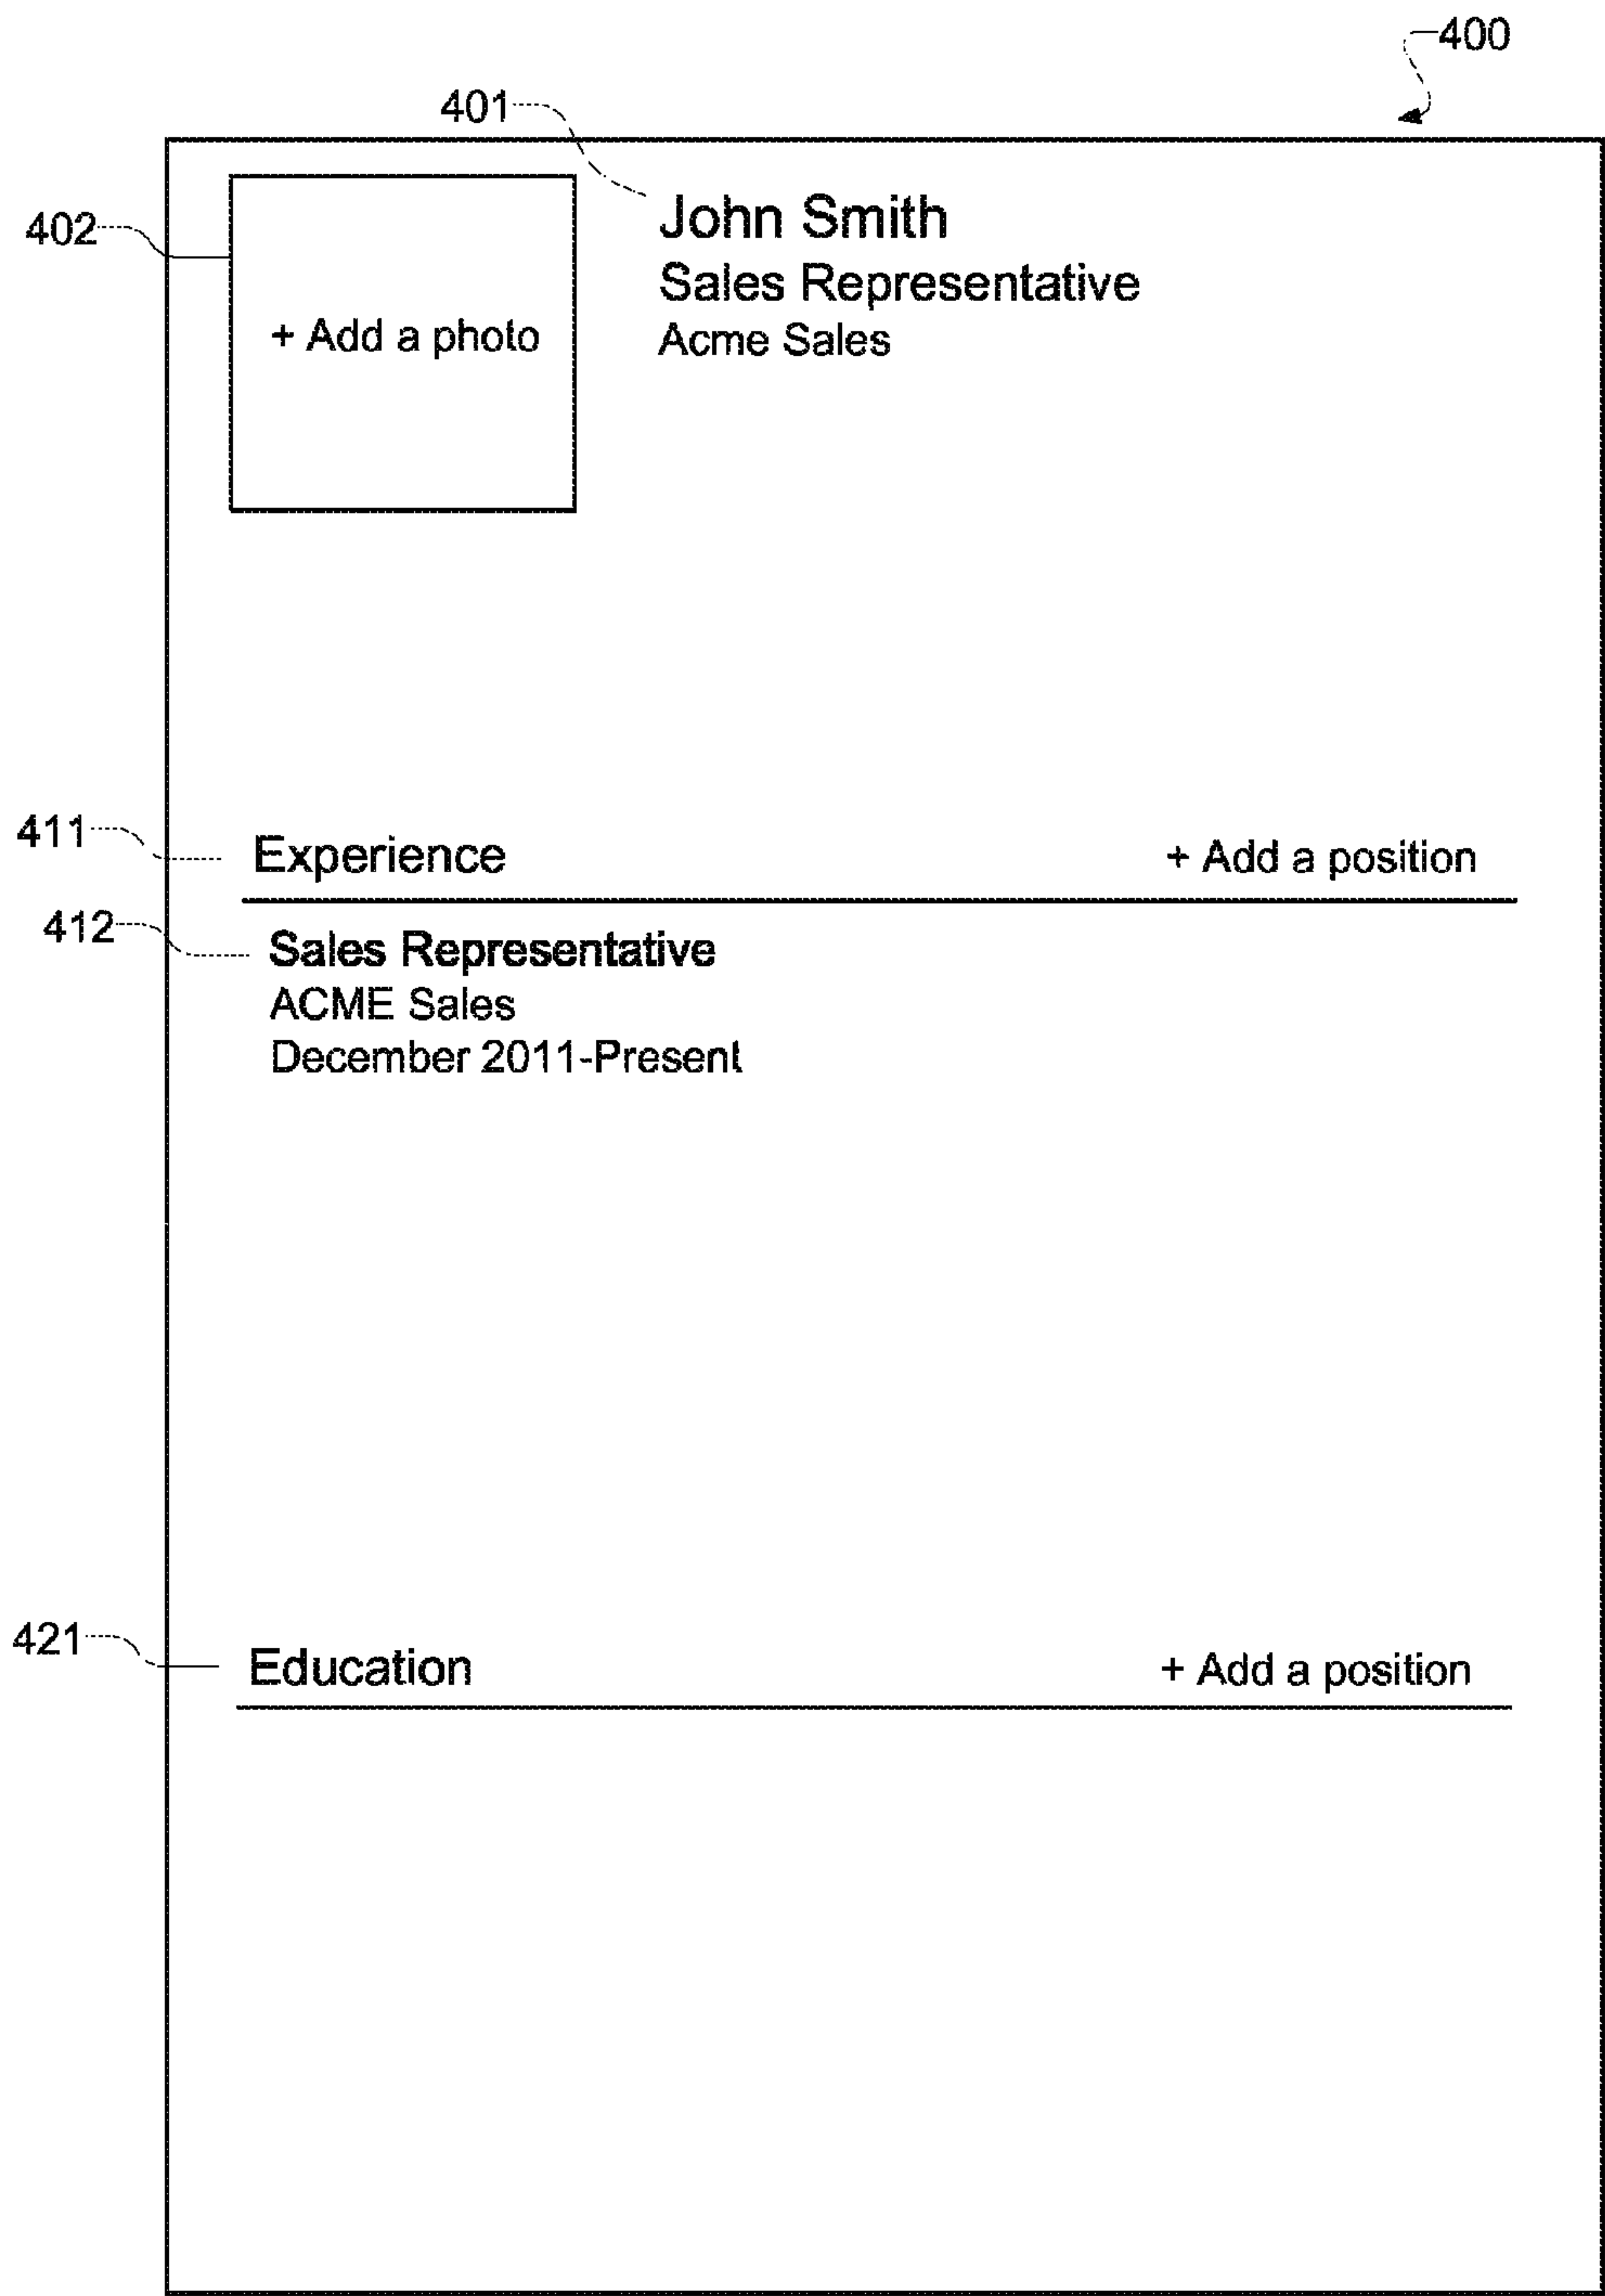 400
401
John Smith
402
Sales Representative
+ Add a photo
Acme Sales
411
Experience
+ Add a position
412
Sales Representative
ACME Sales
December 2011-Present
421
Education
+ Add a position